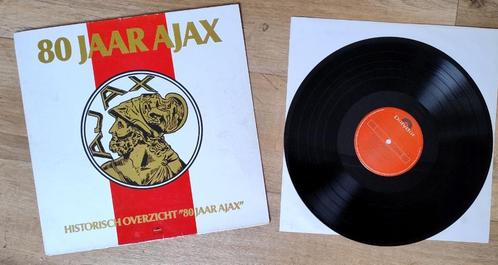 80 JAAR AJAX
AJAX
HISTORISCH OVERZICHT "80 JAAR AJAX"
Polydor